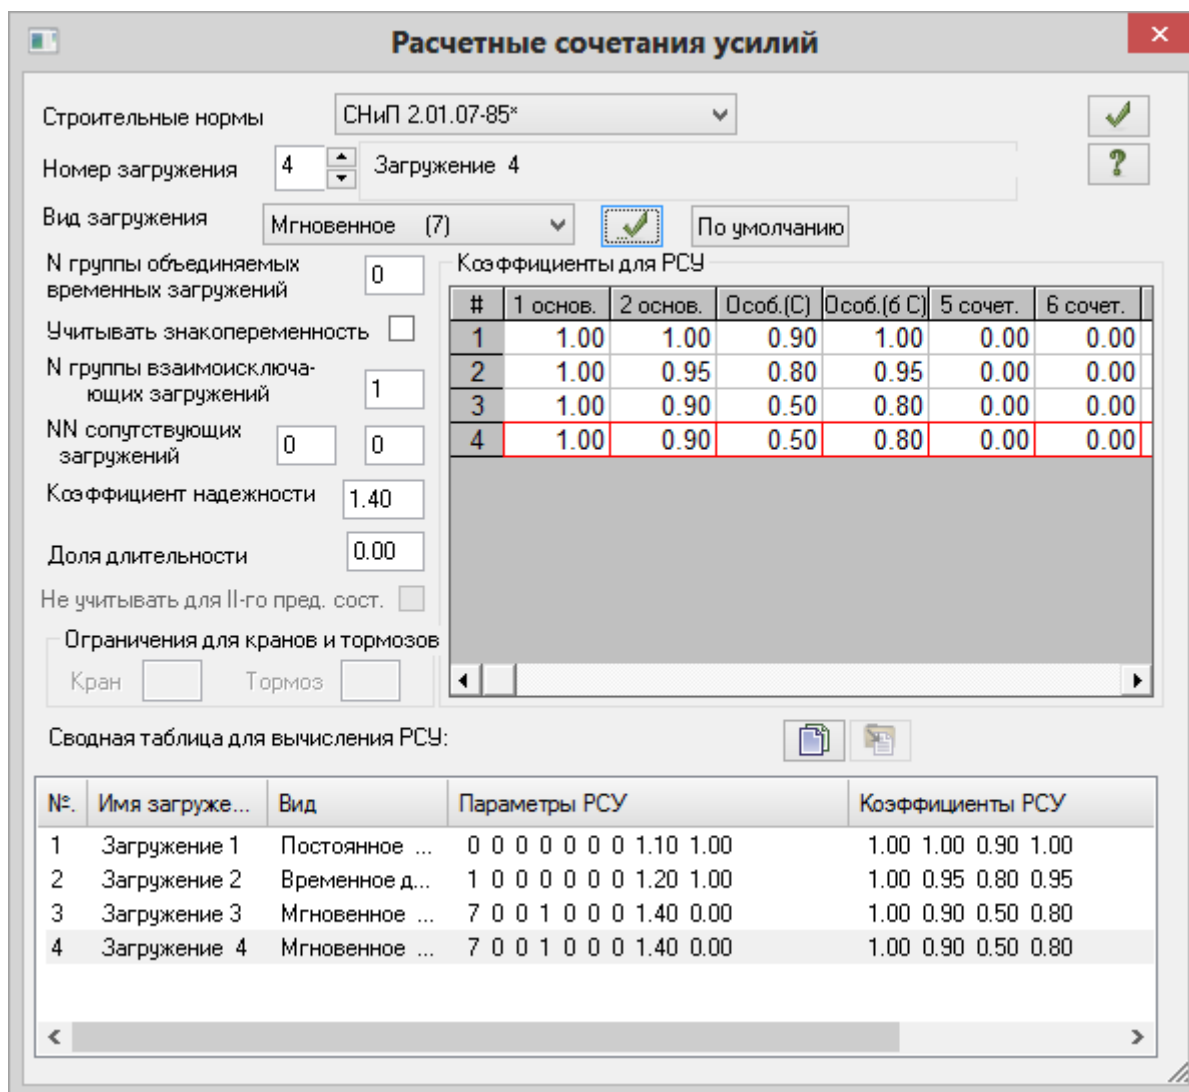 Расчетные сочетания усилий
Строительные нормы СНиП 2.01.07-85*
Номер загружения 4 Загружение 4
Вид загружения Мгновенное (7) По умолчанию
N группы объединяемых
временных загружений 0
Учитывать знакопеременность
N группы взаимоисключа-
ющих загружений 1
NN сопутствующих
загружений 0 0
Коэффициент надежности 1.40
Доля длительности 0.00
Не учитывать для II-го пред. сост.
Ограничения для кранов и тормозов
Кран Тормоз
Коэффициенты для РСУ
# 1 основ. 2 основ. Особ.(С) Особ.(б С) 5 сочет. 6 сочет.
1 1.00 1.00 0.90 1.00 0.00 0.00
2 1.00 0.95 0.80 0.95 0.00 0.00
3 1.00 0.90 0.50 0.80 0.00 0.00
4 1.00 0.90 0.50 0.80 0.00 0.00
Сводная таблица для вычисления РСУ:
№. Имя загруже... Вид Параметры РСУ Коэффициенты РСУ
1 Загружение 1 Постоянное ... 0 0 0 0 0 0 0 1.10 1.00 1.00 1.00 0.90 1.00
2 Загружение 2 Временное д... 1 0 0 0 0 0 0 1.20 1.00 1.00 0.95 0.80 0.95
3 Загружение 3 Мгновенное ... 7 0 0 1 0 0 0 1.40 0.00 1.00 0.90 0.50 0.80
4 Загружение 4 Мгновенное ... 7 0 0 1 0 0 0 1.40 0.00 1.00 0.90 0.50 0.80